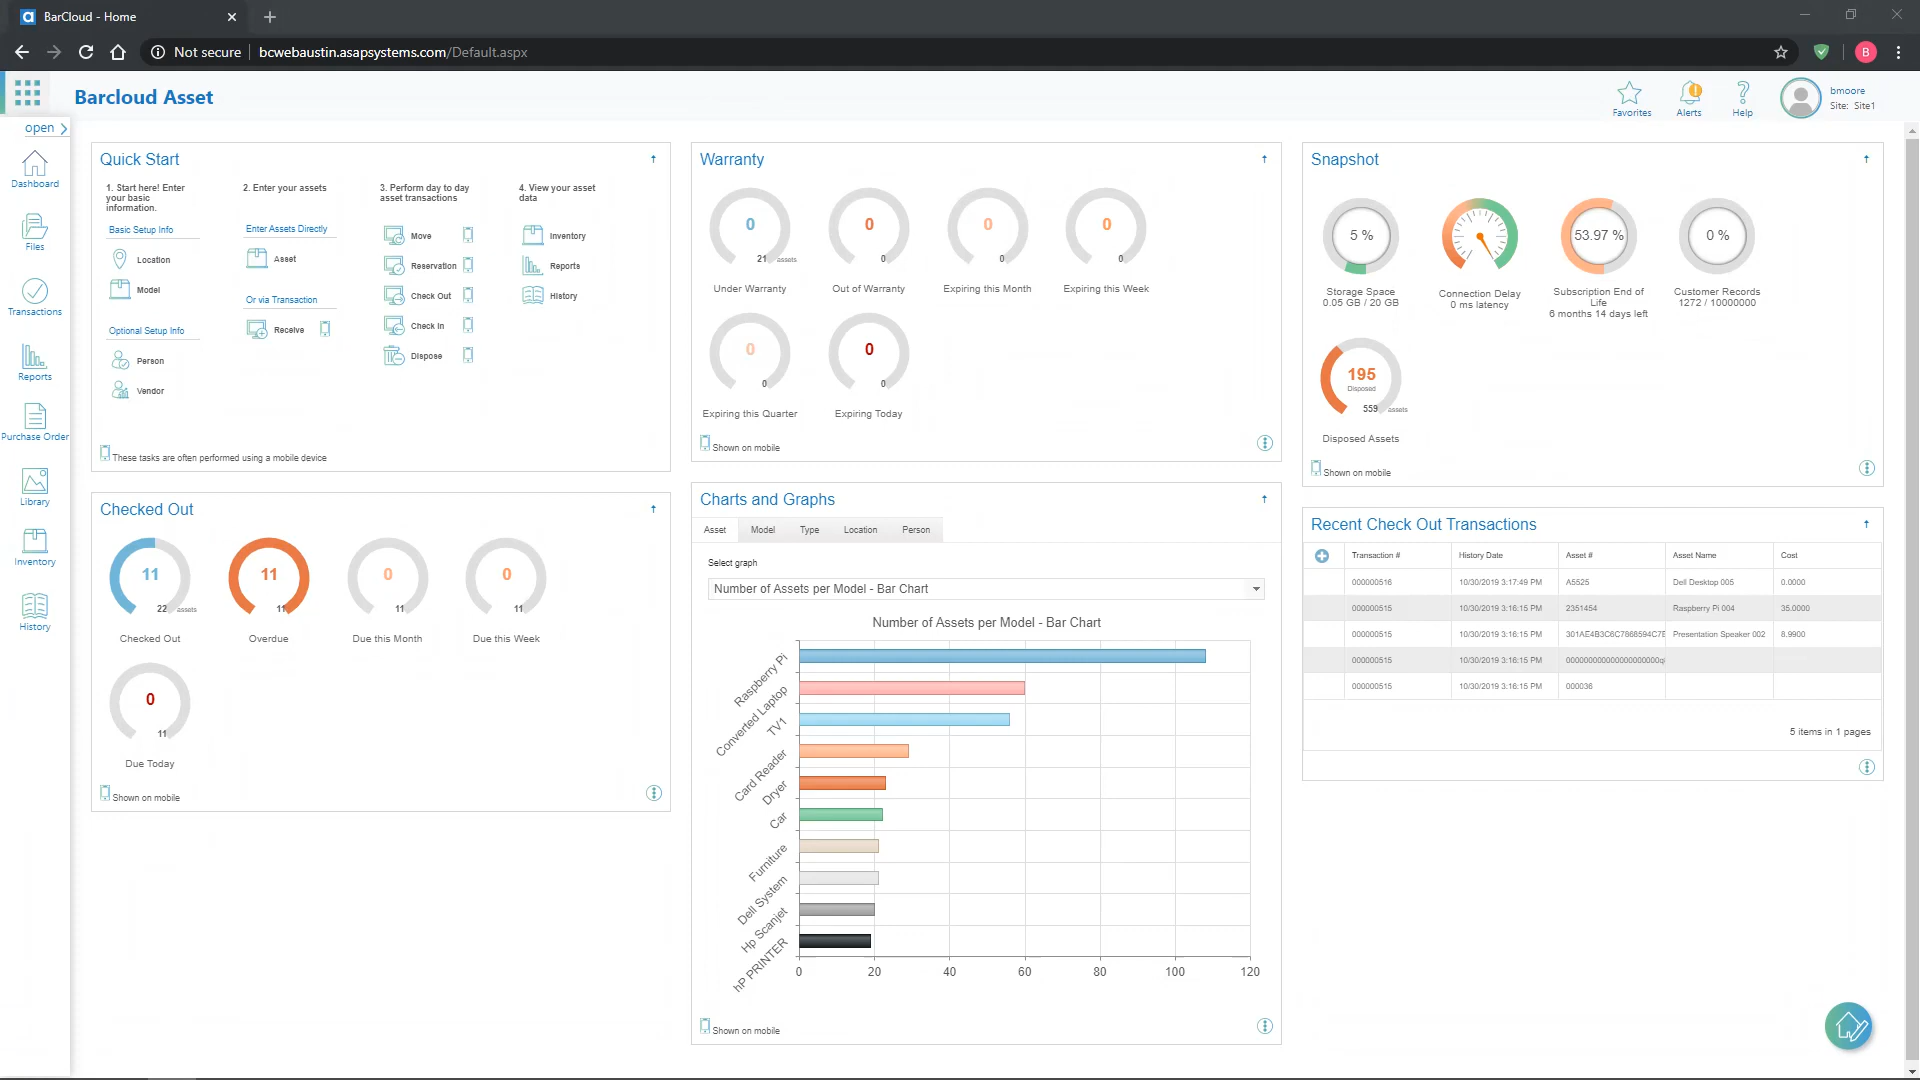 BarCloud - Home
Not secure
bcwebaustin.asapsystems.com/Default.aspx
B
Barcloud Asset
Favorites
Alerts
Help
bmoore
Site: Site1
open
Dashboard
Files
Transactions
Reports
Purchase Order
Library
Inventory
History
Quick Start
1. Start here! Enter
your basic
information.
Basic Setup Info
Location
Model
Optional Setup Info
Person
Vendor
2. Enter your assets
Enter Assets Directly
Asset
Or via Transaction
Receive
3. Perform day to day
asset transactions
Move
Reservation
Check Out
Check In
Dispose
4. View your asset
data
Inventory
Reports
History
These tasks are often performed using a mobile device
Checked Out
11
22 assets
Checked Out
11
11
Overdue
0
11
Due this Month
0
11
Due this Week
0
11
Due Today
Shown on mobile
Warranty
0
21 assets
Under Warranty
0
0
Out of Warranty
0
0
Expiring this Month
0
0
Expiring this Week
0
0
Expiring this Quarter
0
0
Expiring Today
Shown on mobile
Charts and Graphs
Asset Model Type Location Person
Select graph
Number of Assets per Model - Bar Chart
Number of Assets per Model - Bar Chart
Raspberry Pi
Converted Laptop
TV1
Card Reader
Dryer
Car
Furniture
Dell System
Hp Scanjet
hP PRINTER
0 20 40 60 80 100 120
Shown on mobile
Snapshot
5 %
Storage Space
0.05 GB / 20 GB
Connection Delay
0 ms latency
53.97 %
Subscription End of
Life
6 months 14 days left
0 %
Customer Records
1272 / 10000000
195
Disposed
559 assets
Disposed Assets
Shown on mobile
Recent Check Out Transactions
Transaction # History Date Asset # Asset Name Cost
000000516 10/30/2019 3:17:49 PM A5525 Dell Desktop 005 0.0000
000000515 10/30/2019 3:16:15 PM 2351454 Raspberry Pi 004 35.0000
000000515 10/30/2019 3:16:15 PM 301AE4B3C6C7868594C7E Presentation Speaker 002 8.9900
000000515 10/30/2019 3:16:15 PM
000000515 10/30/2019 3:16:15 PM 000036
5 items in 1 pages